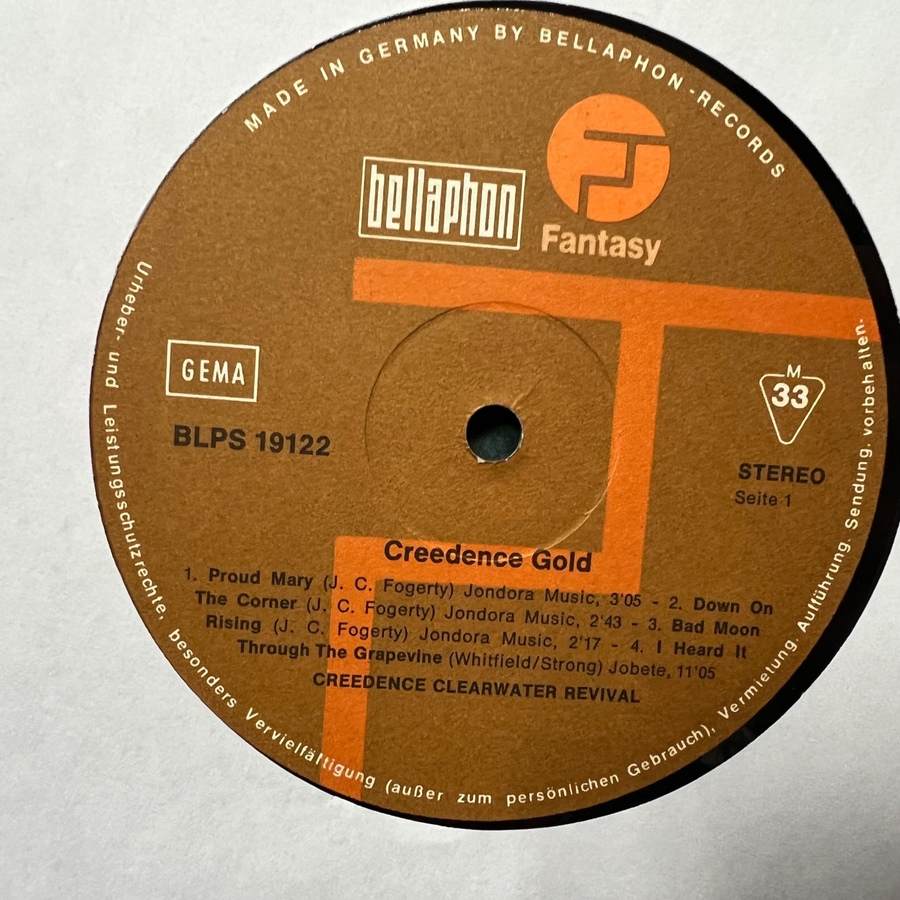 MADE IN GERMANY BY BELLAPHON-RECORDS
bellaphon
Fantasy
GEMA
BLPS 19122
M
33
STEREO
Seite 1
Creedence Gold
1. Proud Mary (J. C. Fogerty) Jondora Music, 3'05 - 2. Down On
The Corner (J. C. Fogerty) Jondora Music, 2'43 - 3. Bad Moon
Rising (J. C. Fogerty) Jondora Music, 2'17 - 4. I Heard It
Through The Grapevine (Whitfield/Strong) Jobete, 11'05
CREEDENCE CLEARWATER REVIVAL
Urheber- und Leistungsschutzrechte, besonders Vervielfältigung (außer zum persönlichen Gebrauch), Vermietung. Aufführung. Sendung. vorbehalten.